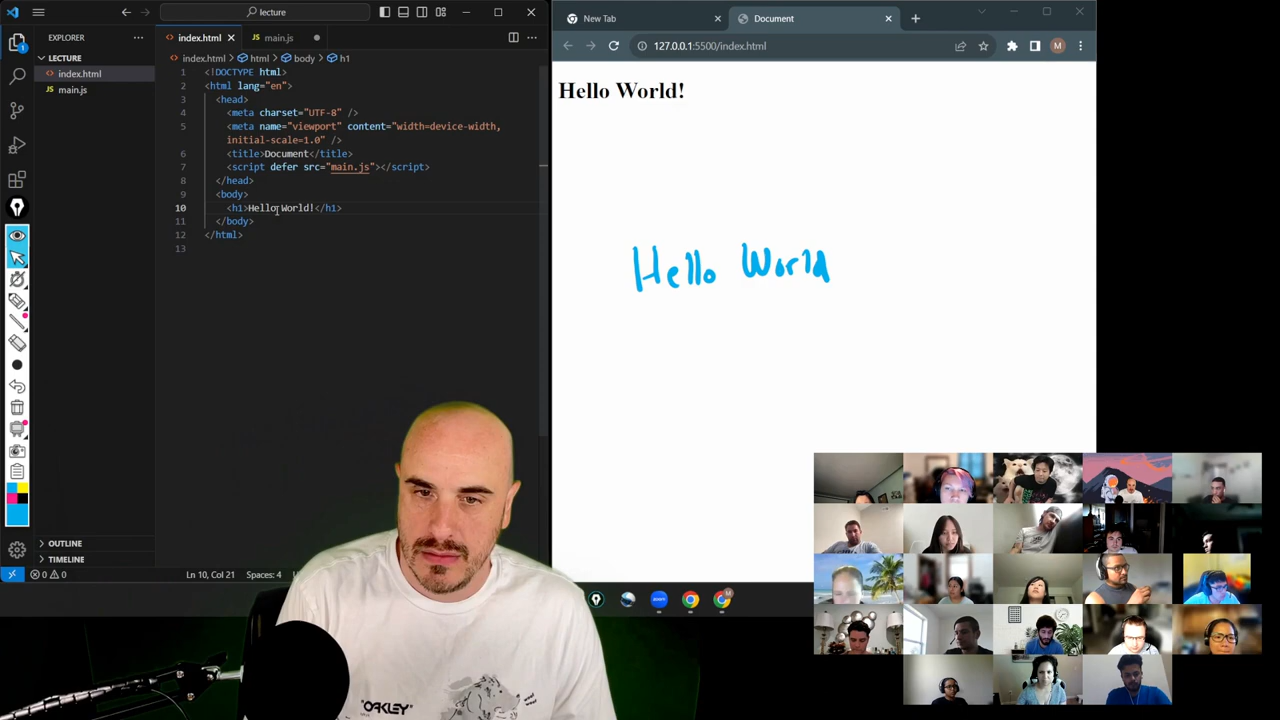 lecture
EXPLORER
LECTURE
index.html
main.js
OUTLINE
TIMELINE
index.html
main.js
index.html > html > body > h1
1 <!DOCTYPE html>
2 <html lang="en">
3 <head>
4 <meta charset="UTF-8" />
5 <meta name="viewport" content="width=device-width,
initial-scale=1.0" />
6 <title>Document</title>
7 <script defer src="main.js"></script>
8 </head>
9 <body>
10 <h1>Hello World!</h1>
11 </body>
12 </html>
13
0 0
Ln 10, Col 21 Spaces: 4
New Tab
Document
127.0.0.1:5500/index.html
M
Hello World!
Hello World
"OAKLEY"